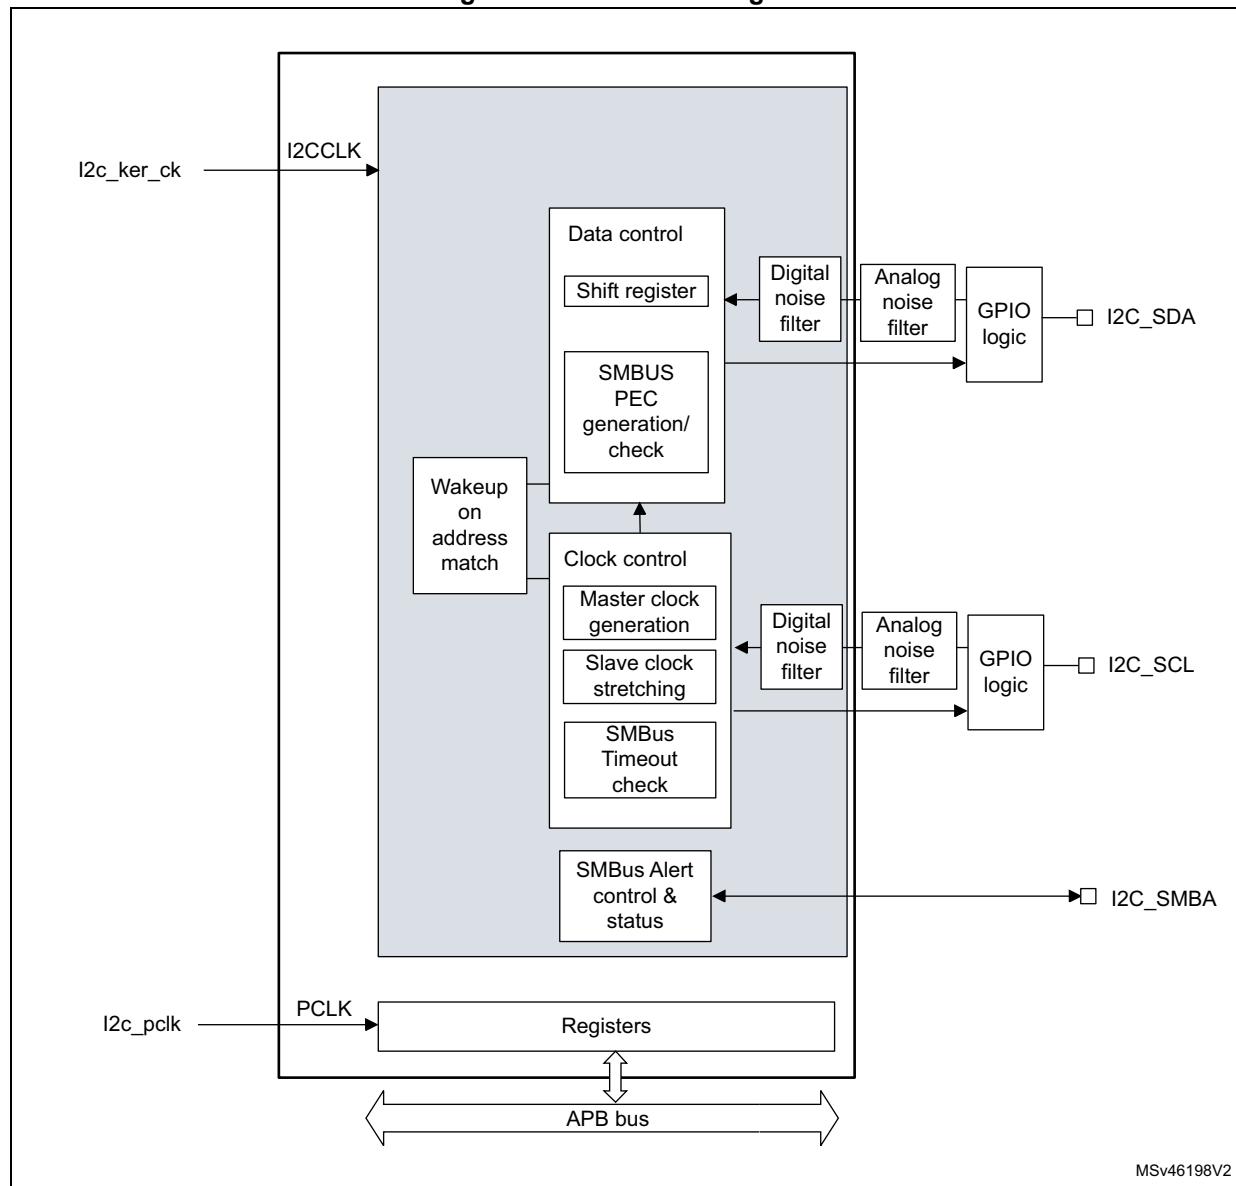 I2CCLK
I2c_ker_ck
Data control
Shift register
SMBUS
PEC
generation/
check
Digital
noise
filter
Analog
noise
filter
GPIO
logic
I2C_SDA
Wakeup
on
address
match
Clock control
Master clock
generation
Slave clock
stretching
SMBus
Timeout
check
Digital
noise
filter
Analog
noise
filter
GPIO
logic
I2C_SCL
SMBus Alert
control &
status
I2C_SMBA
PCLK
I2c_pclk
Registers
APB bus
MSv46198V2